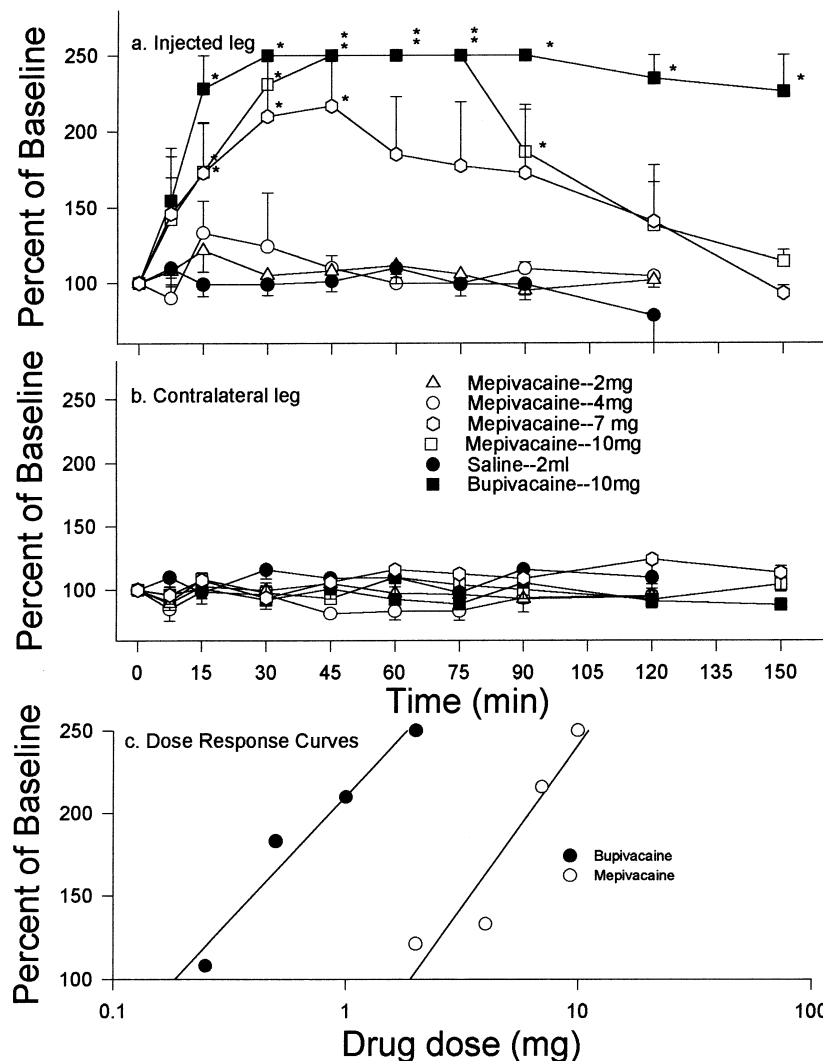 a. Injected leg
Percent of Baseline
250
200
150
100
* * * * * * * * * * * * * * * * *
b. Contralateral leg
Percent of Baseline
250
200
150
100
Mepivacaine--2mg
Mepivacaine--4mg
Mepivacaine--7 mg
Mepivacaine--10mg
Saline--2ml
Bupivacaine--10mg
0 15 30 45 60 75 90 105 120 135 150
Time (min)
c. Dose Response Curves
Percent of Baseline
250
200
150
100
Bupivacaine
Mepivacaine
0.1 1 10 100
Drug dose (mg)